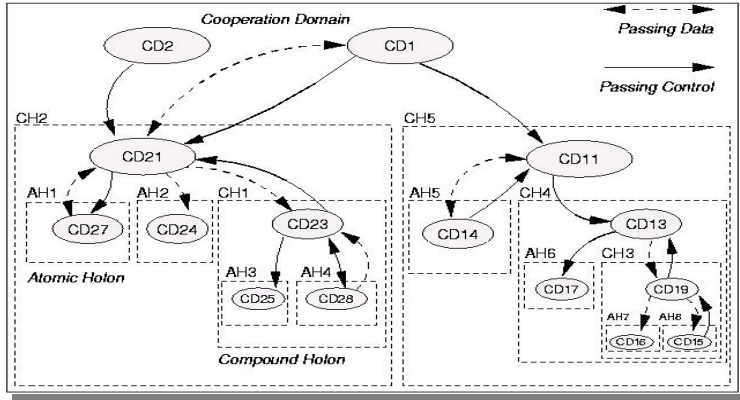 Cooperation Domain
Passing Data
CD2
CD1
Passing Control
CH2
CH5
CD21
CD11
AH1
AH2
CH1
AH5
CH4
CD27
CD24
CD23
CD14
CD13
Atomic Holon
AH3
AH4
AH6
CH3
CD25
CD28
CD17
CD19
AH7
AH8
CD16
CD15
Compound Holon